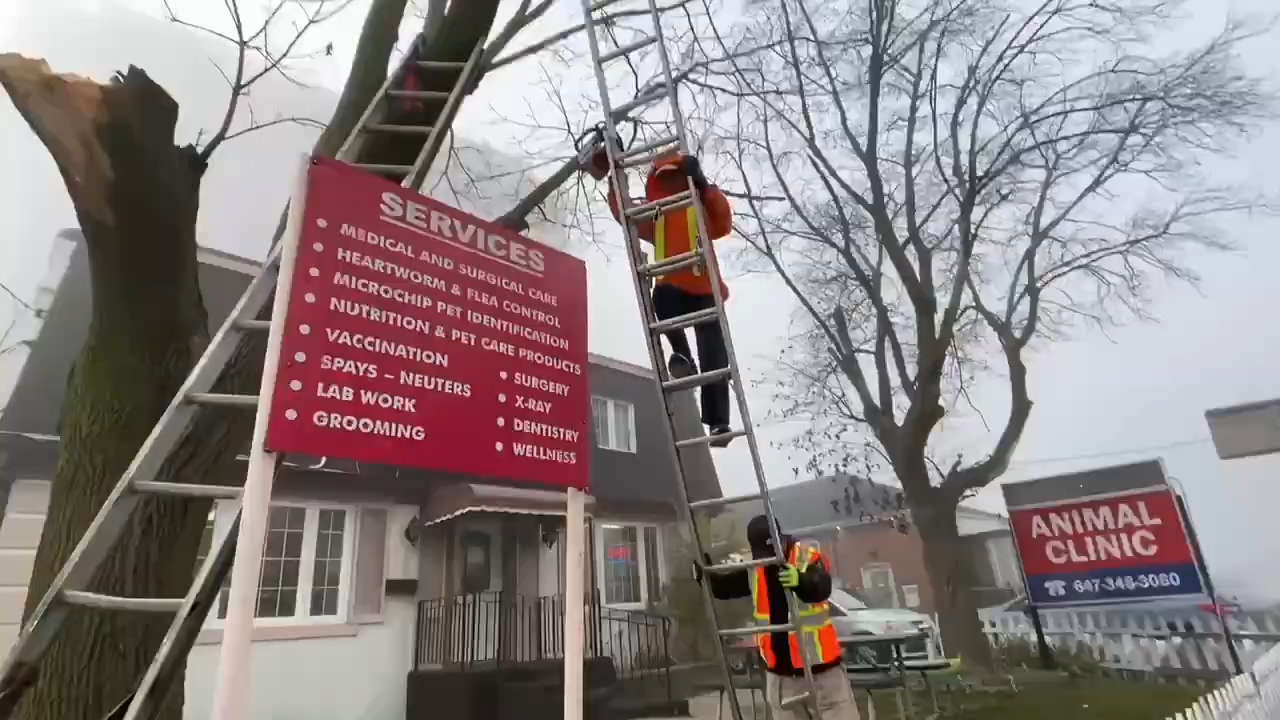 SERVICES
• MEDICAL AND SURGICAL CARE
• HEARTWORM & FLEA CONTROL
• MICROCHIP PET IDENTIFICATION
• NUTRITION & PET CARE PRODUCTS
• VACCINATION
• SPAYS – NEUTERS
• LAB WORK
• GROOMING
• SURGERY
• X-RAY
• DENTISTRY
• WELLNESS
ANIMAL
CLINIC
☎ 647-348-3060